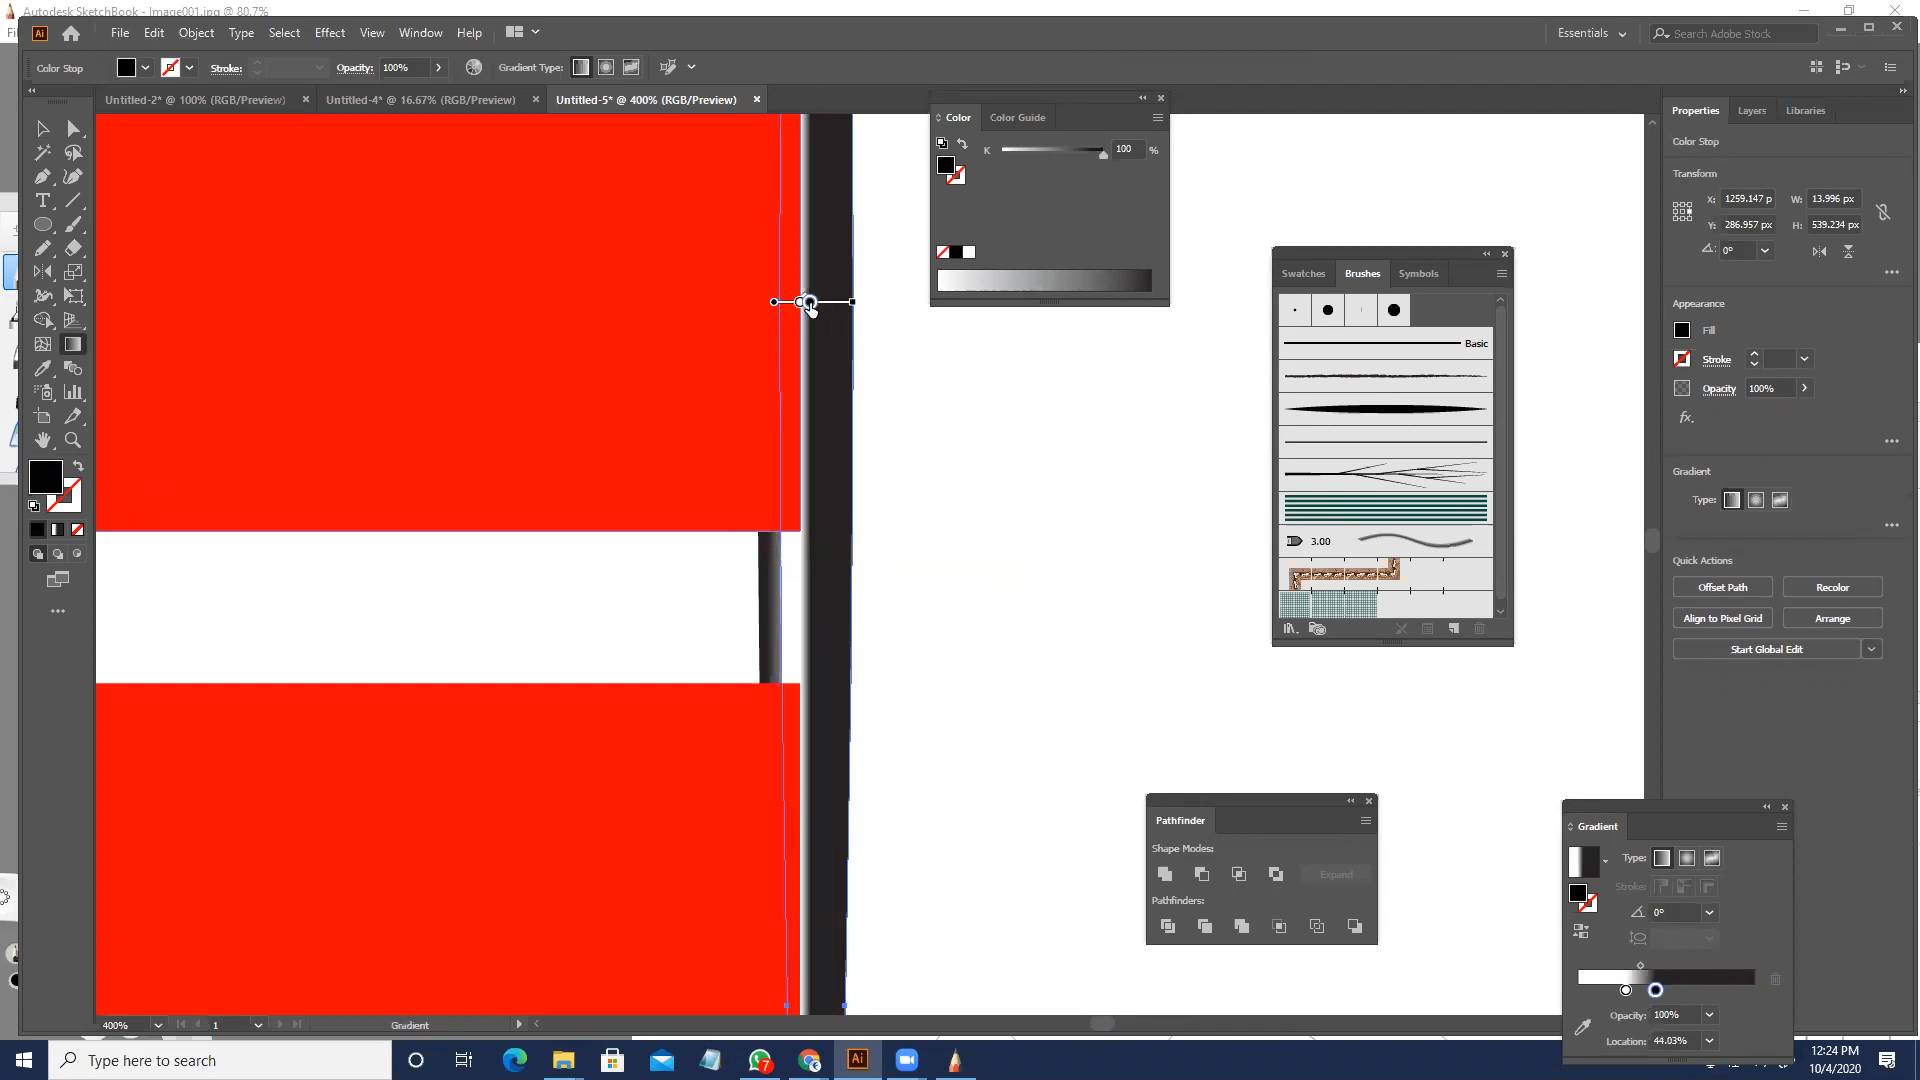 Autodesk SketchBook - Image001.jpg @ 80.7%
Ai File Edit Object Type Select Effect View Window Help
Essentials
Search Adobe Stock
Color Stop
Stroke:
Opacity: 100%
Gradient Type:
Untitled-2* @ 100% (RGB/Preview)
Untitled-4* @ 16.67% (RGB/Preview)
Untitled-5* @ 400% (RGB/Preview)
Color Color Guide
K 100 %
Swatches Brushes Symbols
Basic
3.00
Pathfinder
Shape Modes:
Expand
Pathfinders:
Properties Layers Libraries
Color Stop
Transform
X: 1259.147 p W: 13.996 px
Y: 286.957 px H: 539.234 px
0°
Appearance
Fill
Stroke
Opacity 100%
fx.
Gradient
Type:
Quick Actions
Offset Path Recolor
Align to Pixel Grid Arrange
Start Global Edit
Gradient
Type:
Stroke:
0°
Opacity: 100%
Location: 44.03%
400% 1 Gradient
Type here to search
7
Ai
12:24 PM
10/4/2020